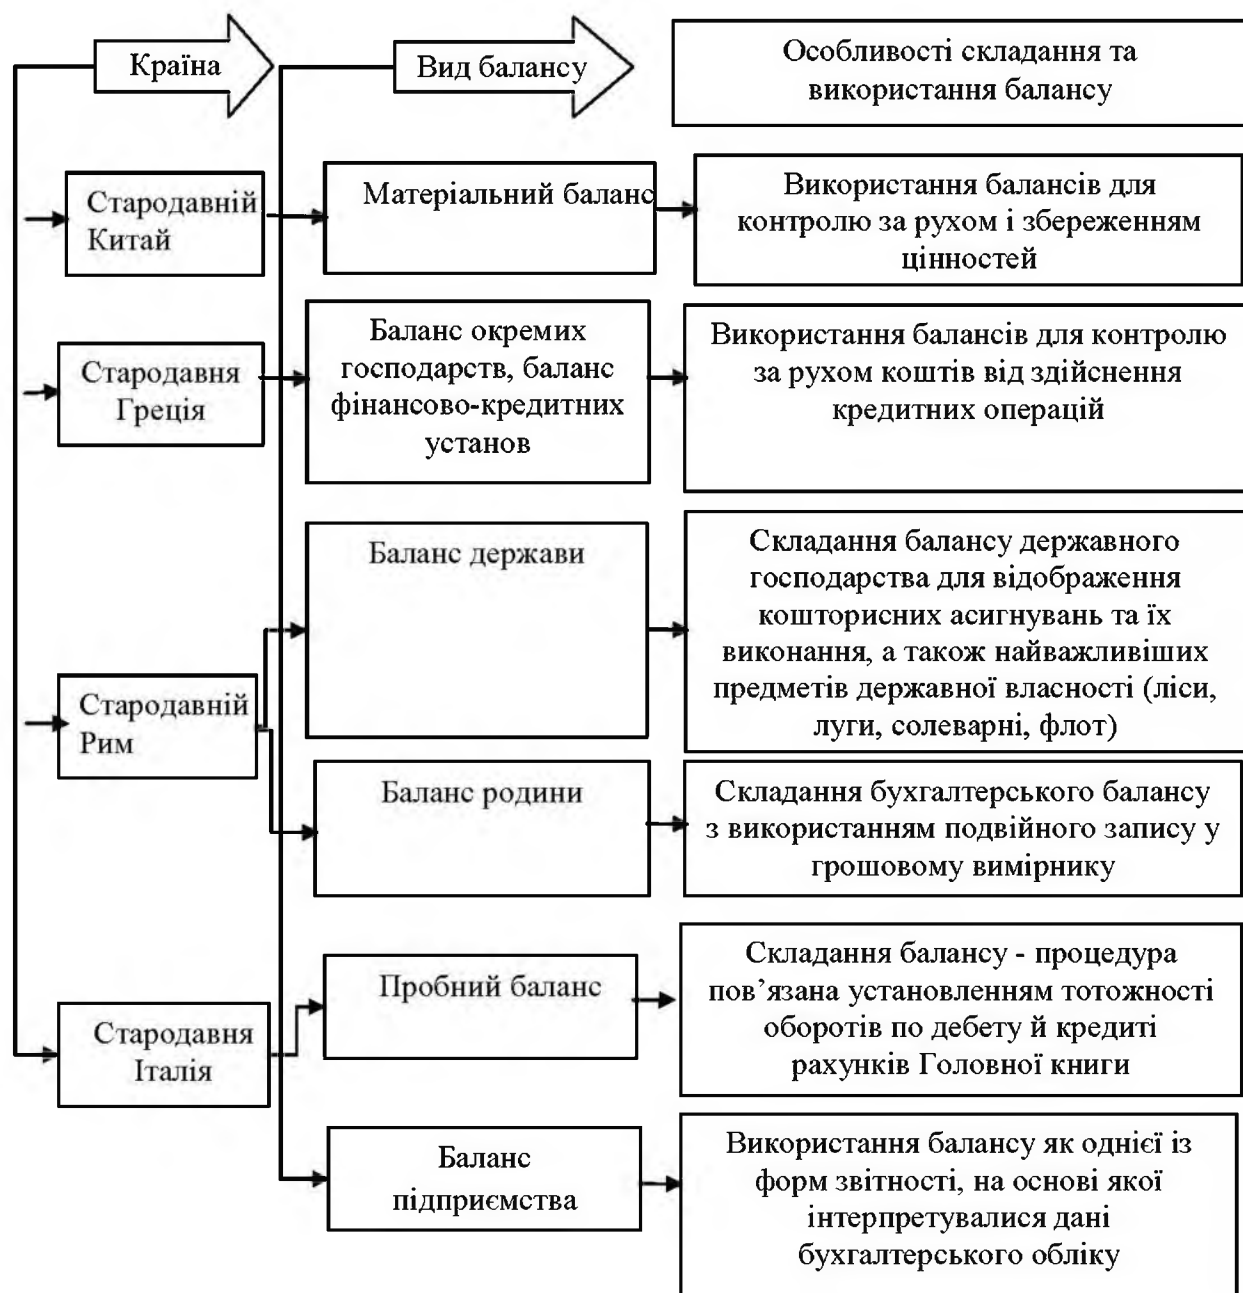 Країна
Вид балансу
Особливості складання та
використання балансу
Стародавній
Китай
Матеріальний баланс
Використання балансів для
контролю за рухом і збереженням
цінностей
Стародавня
Греція
Баланс окремих
господарств, баланс
фінансово-кредитних
установ
Використання балансів для контролю
за рухом коштів від здійснення
кредитних операцій
Стародавній
Рим
Баланс держави
Складання балансу державного
господарства для відображення
кошторисних асигнувань та їх
виконання, а також найважливіших
предметів державної власності (ліси,
луги, солеварні, флот)
Баланс родини
Складання бухгалтерського балансу
з використанням подвійного запису у
грошовому вимірнику
Стародавня
Італія
Пробний баланс
Складання балансу - процедура
пов’язана установленням тотожності
оборотів по дебету й кредиті
рахунків Головної книги
Баланс
підприємства
Використання балансу як однієї із
форм звітності, на основі якої
інтерпретувалися дані
бухгалтерського обліку